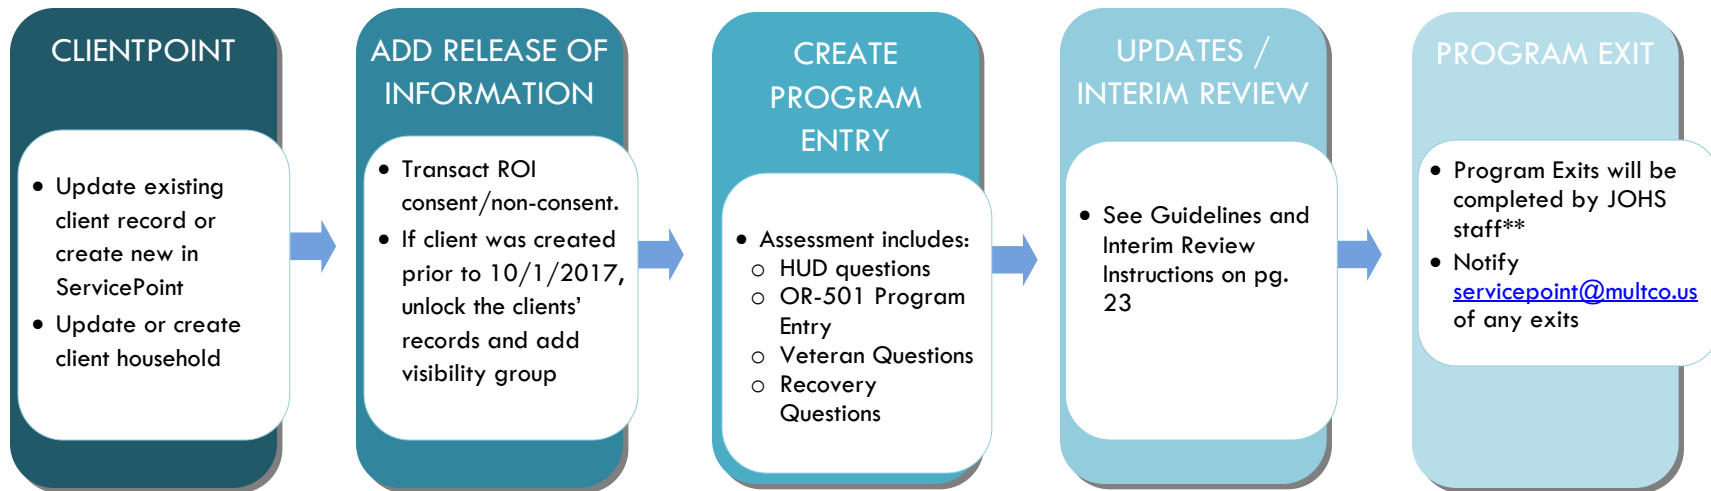 CLIENTPOINT
• Update existing
client record or
create new in
ServicePoint
• Update or create
client household
ADD RELEASE OF
INFORMATION
• Transact ROI
consent/non-consent.
• If client was created
prior to 10/1/2017,
unlock the clients’
records and add
visibility group
CREATE
PROGRAM
ENTRY
• Assessment includes:
○ HUD questions
○ OR-501 Program
Entry
○ Veteran Questions
○ Recovery
Questions
UPDATES /
INTERIM REVIEW
• See Guidelines and
Interim Review
Instructions on pg.
23
PROGRAM EXIT
• Program Exits will be
completed by JOHS
staff**
• Notify
servicepoint@multco.us
of any exits